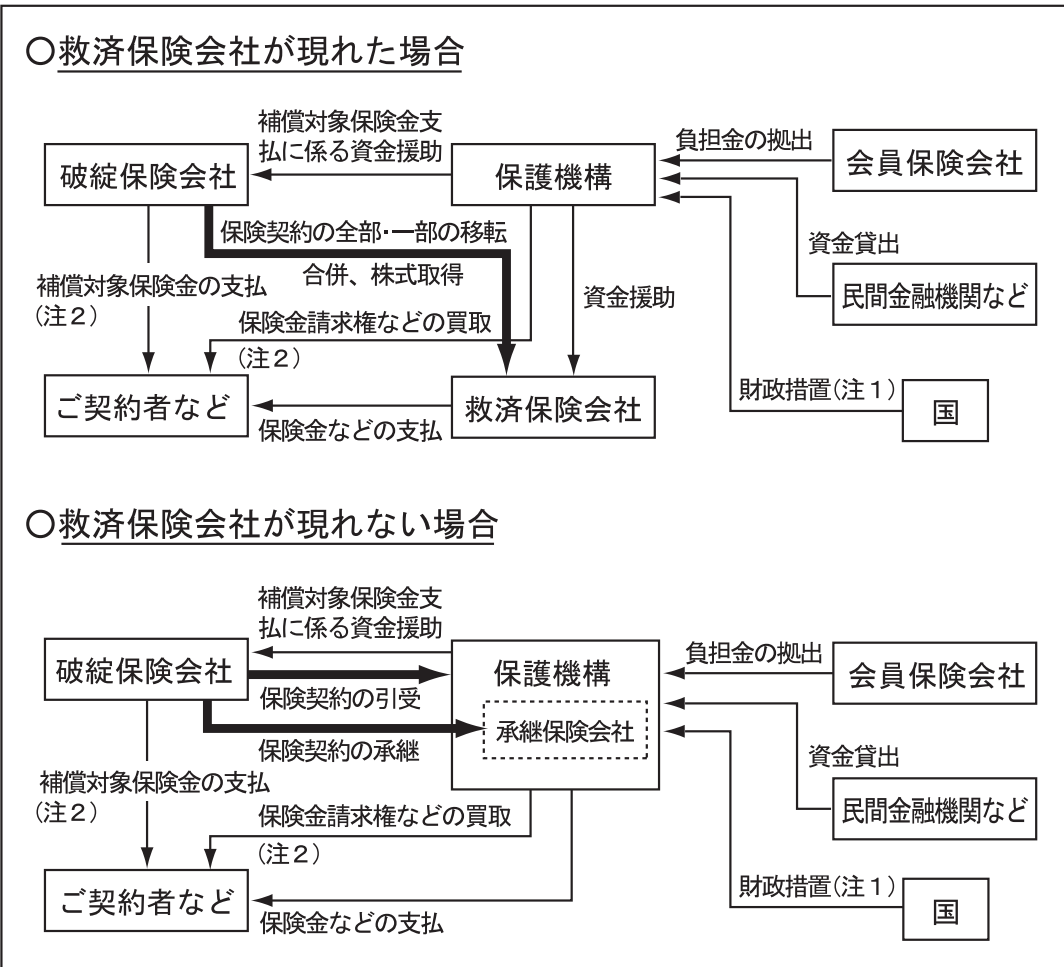 ○救済保険会社が現れた場合
補償対象保険金支
払に係る資金援助
負担金の拠出
会員保険会社
破綻保険会社
保護機構
保険契約の全部・一部の移転
合併、株式取得
資金貸出
民間金融機関など
補償対象保険金の支払
(注2)
資金援助
保険金請求権などの買取
(注2)
財政措置(注1)
国
ご契約者など
救済保険会社
保険金などの支払
○救済保険会社が現れない場合
補償対象保険金支
払に係る資金援助
負担金の拠出
会員保険会社
破綻保険会社
保護機構
保険契約の引受
承継保険会社
保険契約の承継
資金貸出
民間金融機関など
補償対象保険金の支払
(注2)
保険金請求権などの買取
(注2)
財政措置(注1)
国
ご契約者など
保険金などの支払